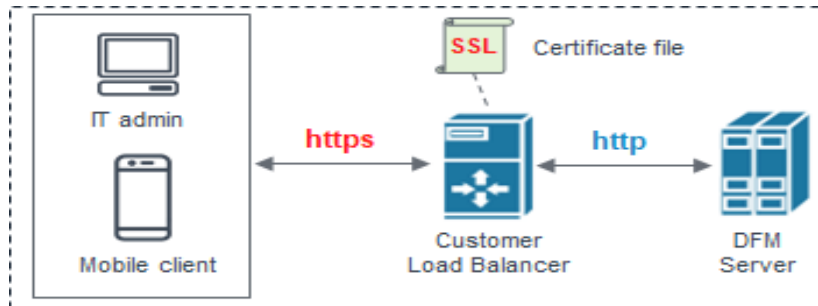 SSL
Certificate file
IT admin
https
http
Mobile client
Customer
Load Balancer
DFM
Server